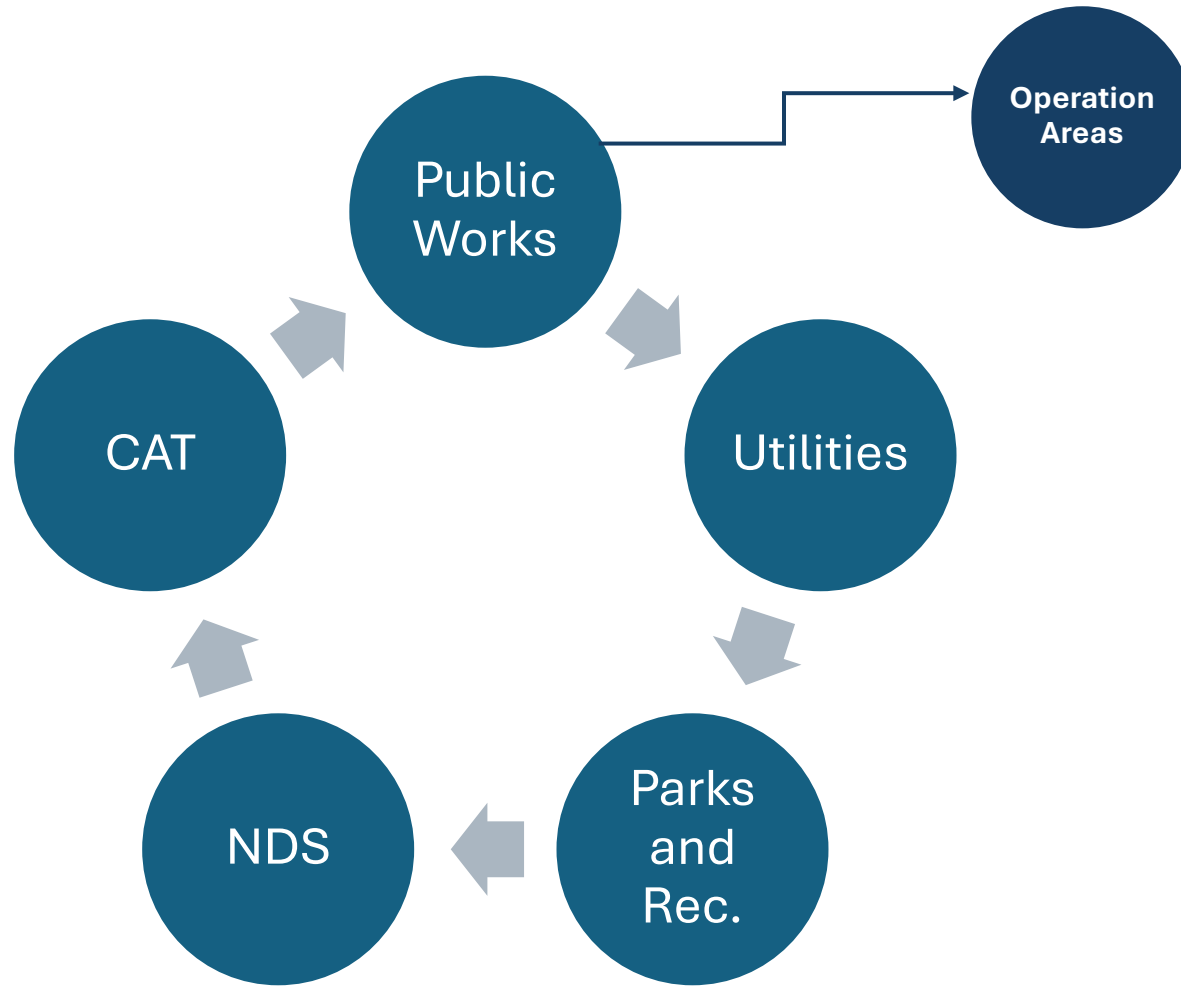 Operation
Areas
Public
Works
CAT
Utilities
NDS
Parks
and
Rec.